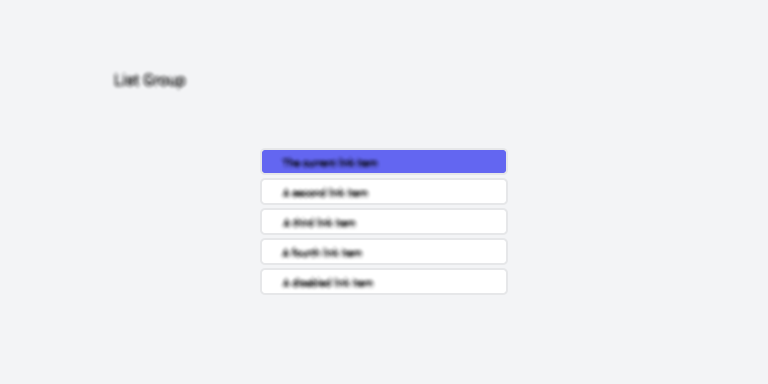 List Group
The current link item
A second link item
A third link item
A fourth link item
A disabled link item